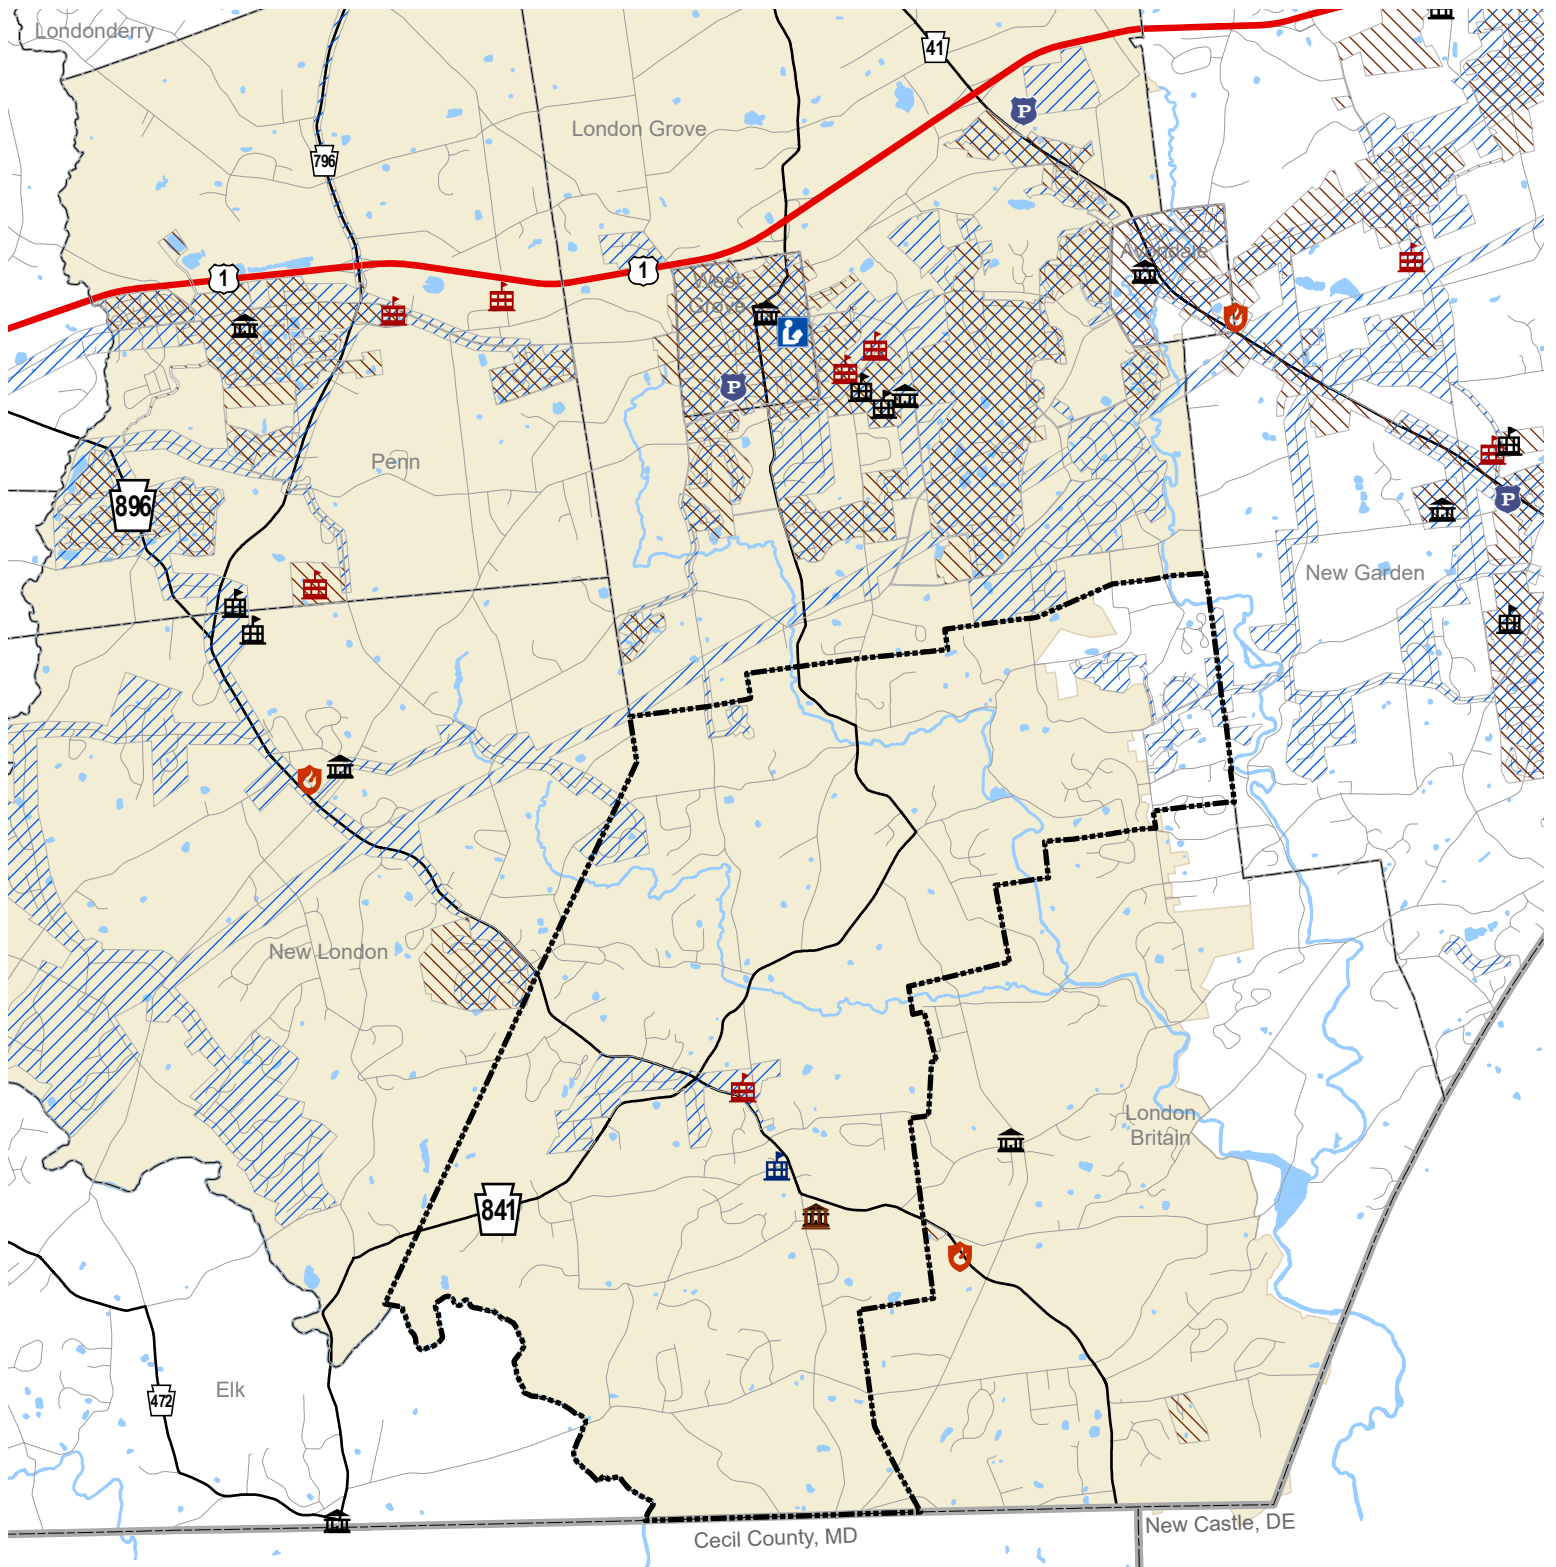 Londonderry
41
P
London Grove
796
Avondale
1
1
West
Grove
P
Penn
896
P
New Garden
New London
London
Britain
841
Elk
472
Cecil County, MD
New Castle, DE